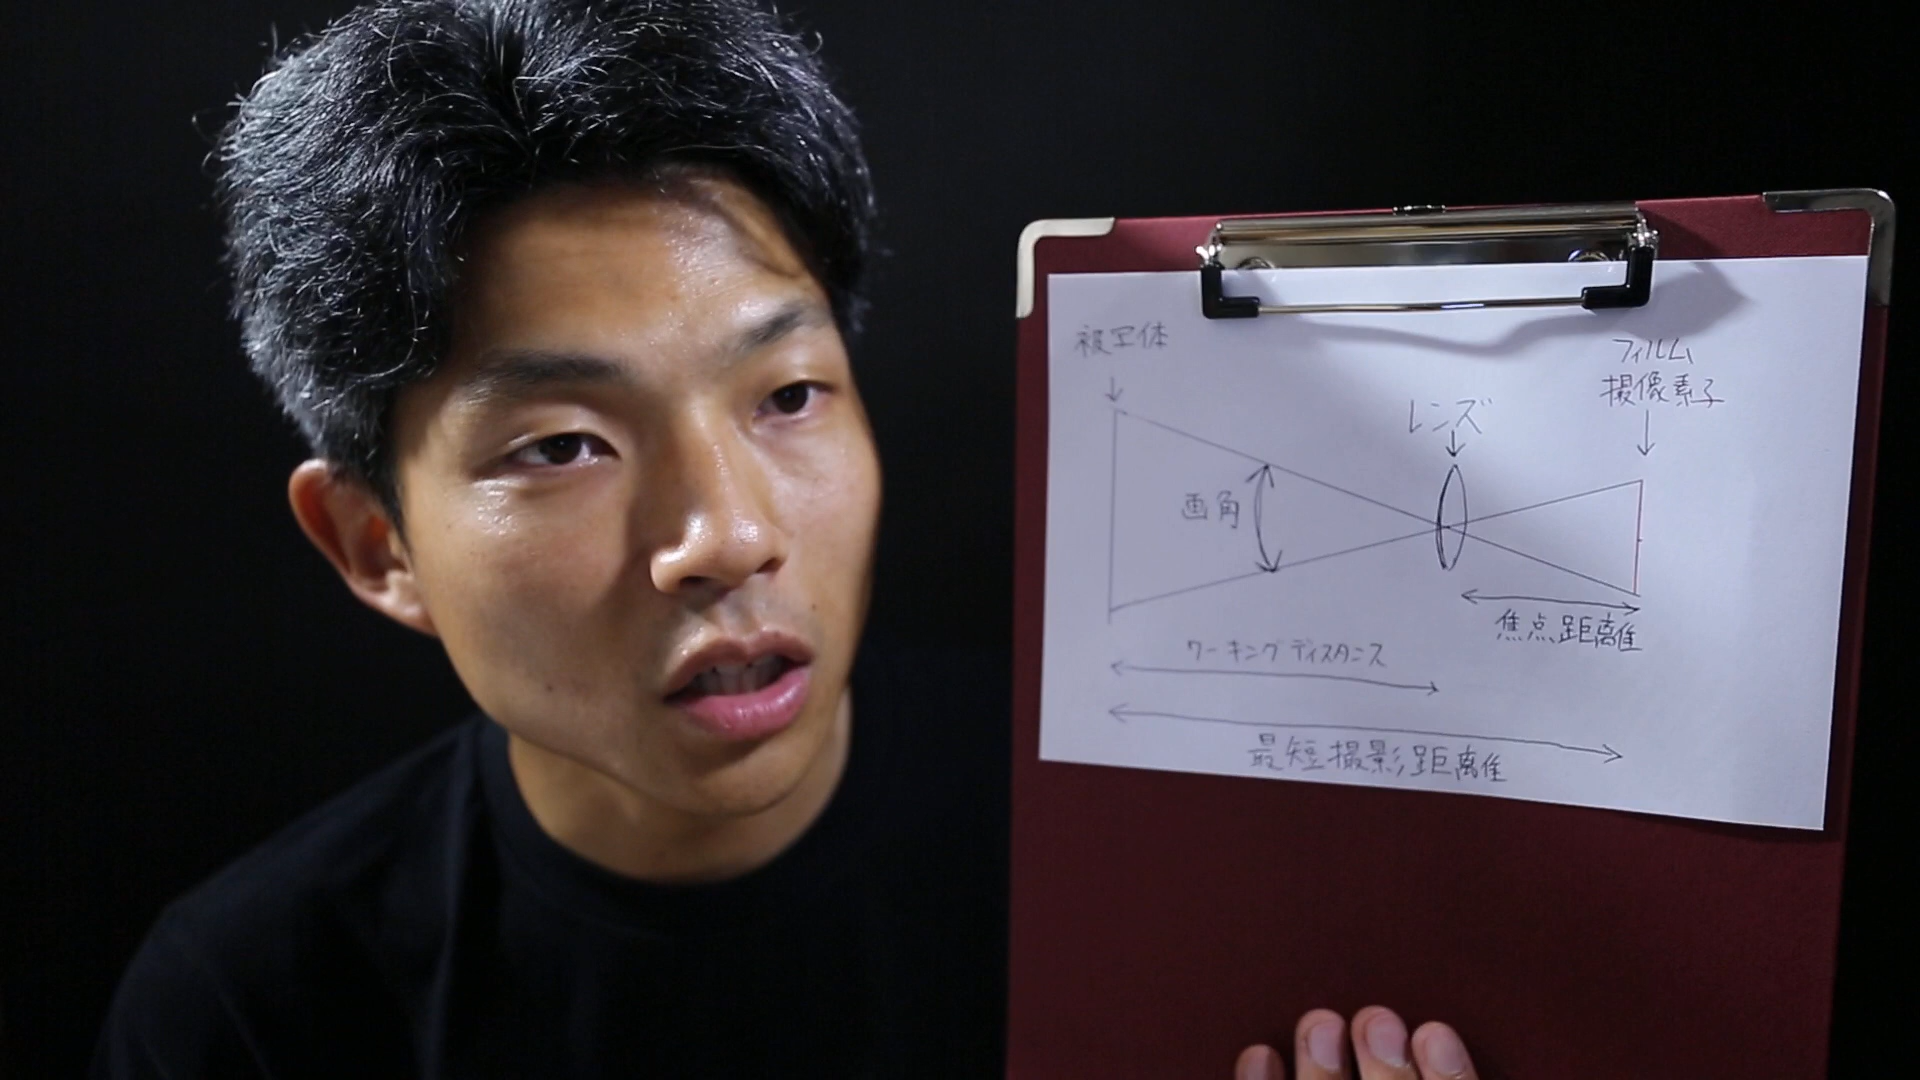 被写体
フィルム
撮像素子
レンズ
画角
焦点距離
ワーキングディスタンス
最短撮影距離